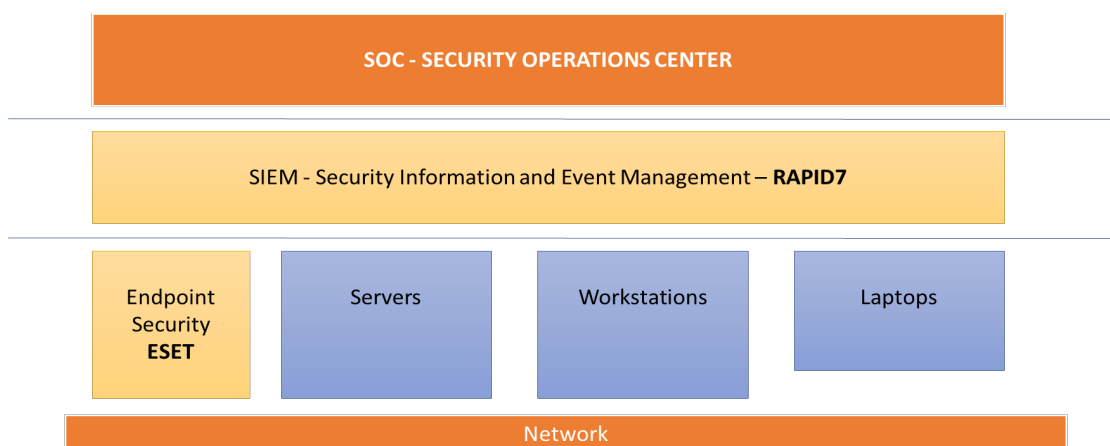 SOC - SECURITY OPERATIONS CENTER
SIEM - Security Information and Event Management – RAPID7
Endpoint
Security
ESET
Servers
Workstations
Laptops
Network